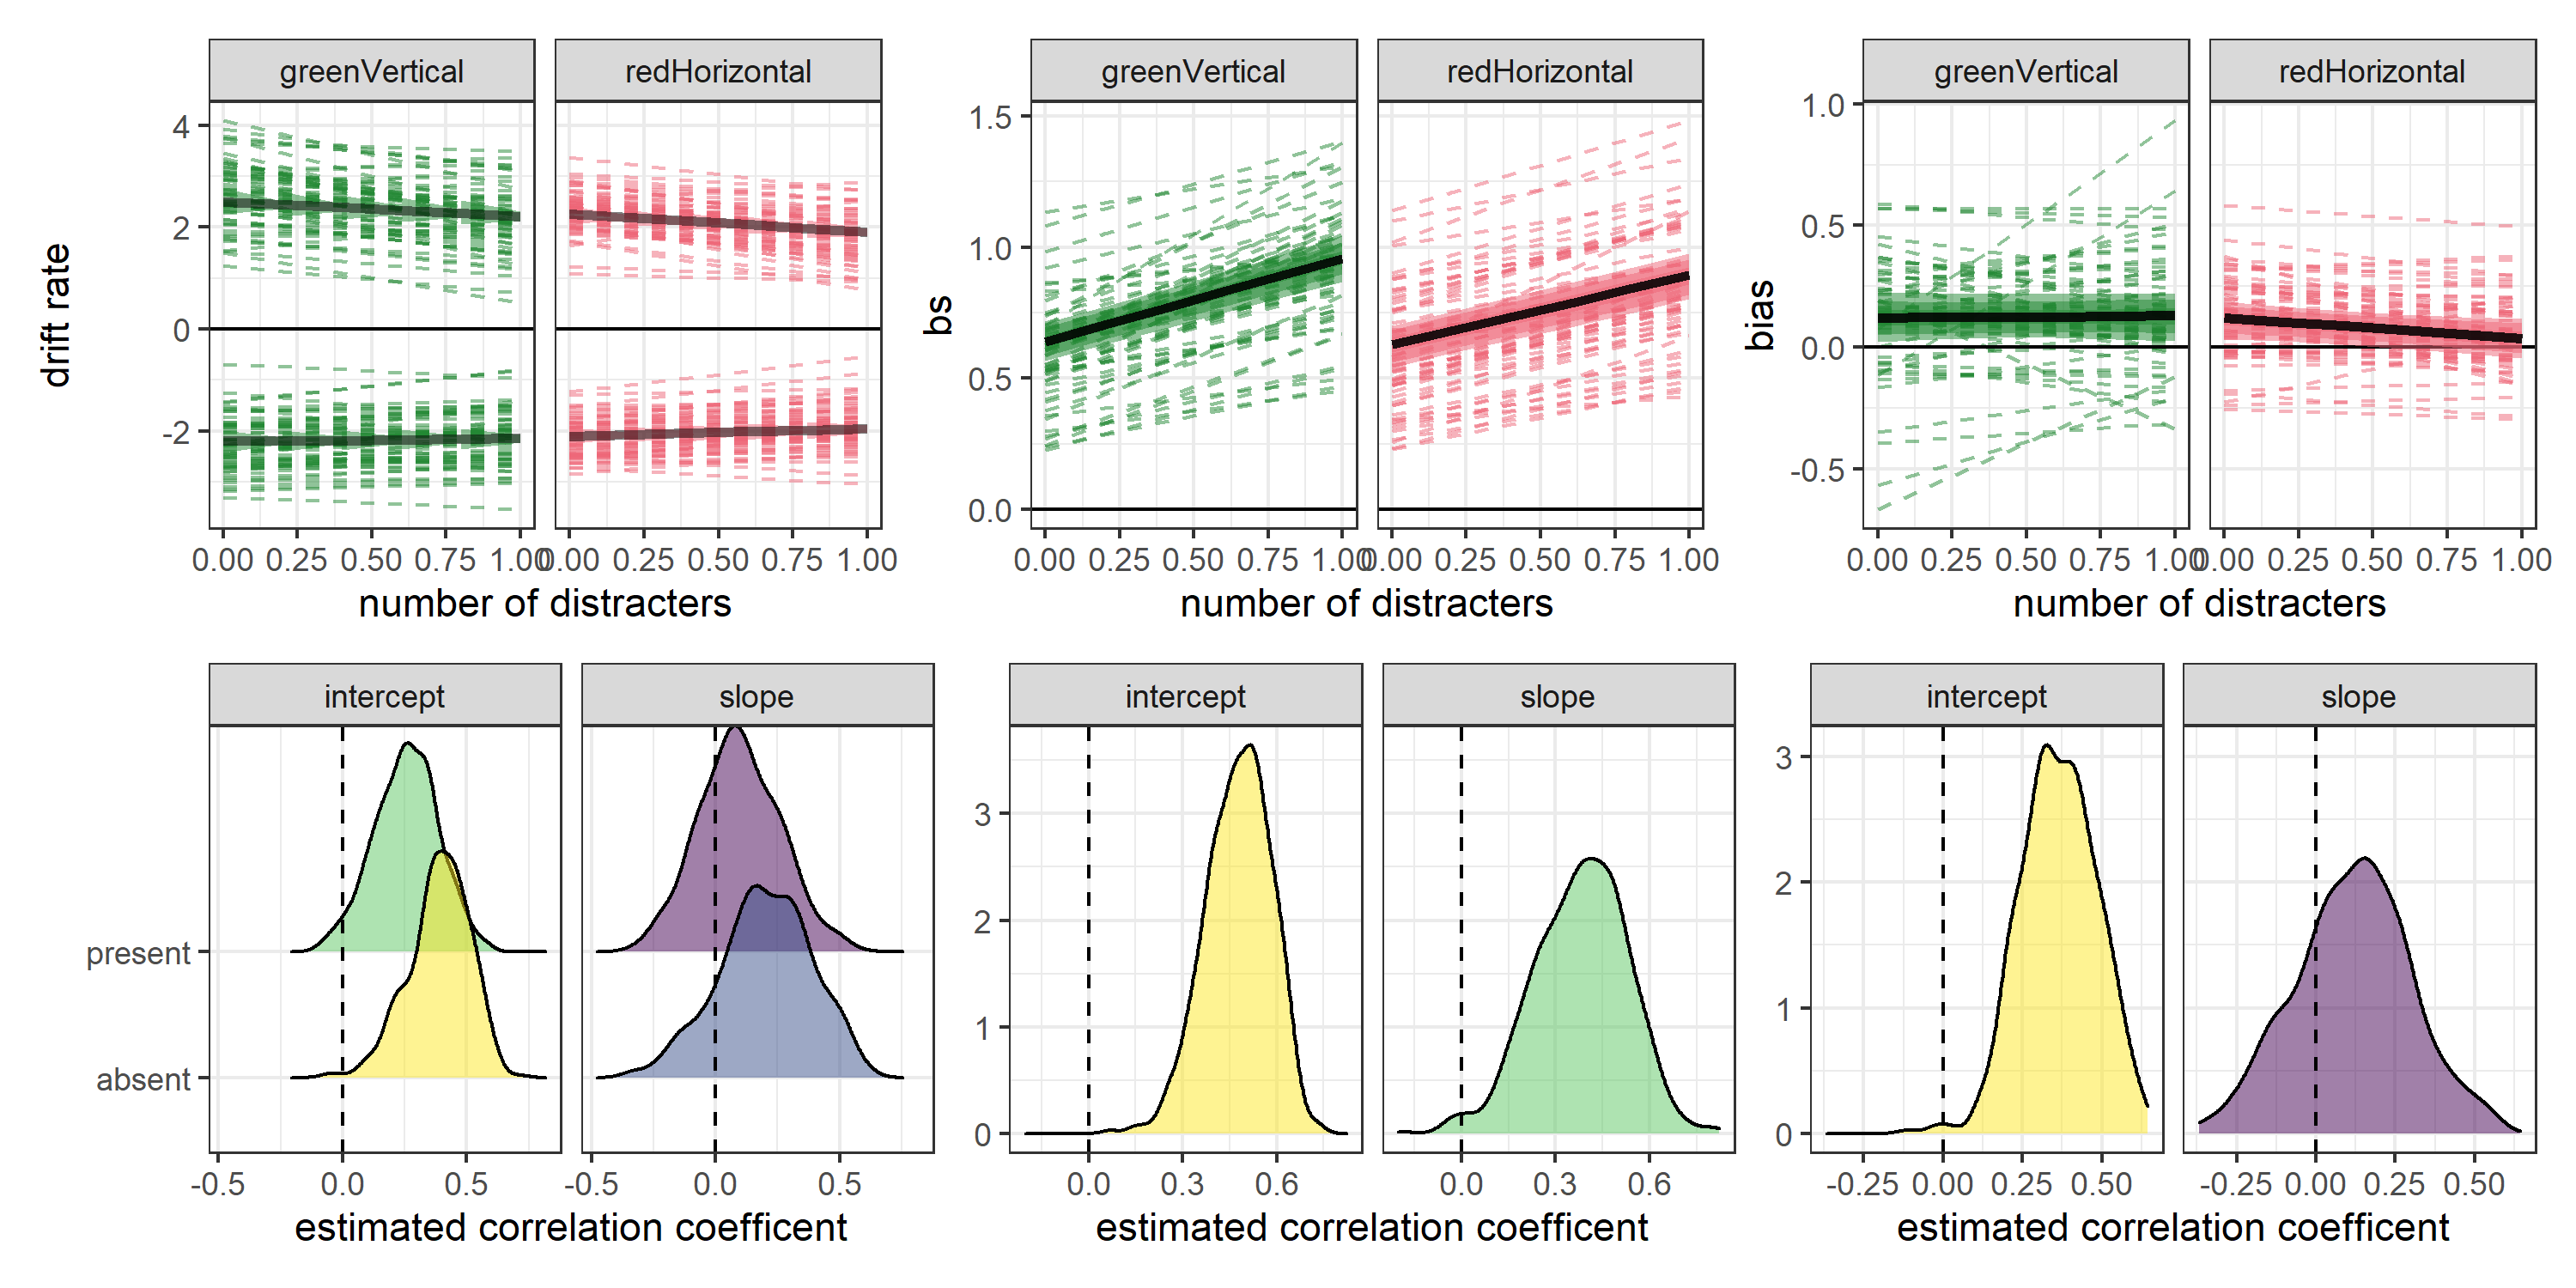 greenVertical redHorizontal greenVertical redHorizontal greenVertical redHorizontal
drift rate
4
2
0
-2
bs
1.5
1.0
0.5
0.0
bias
1.0
0.5
0.0
-0.5
0.00 0.25 0.50 0.75 1.00 0.00 0.25 0.50 0.75 1.00 0.00 0.25 0.50 0.75 1.00 0.00 0.25 0.50 0.75 1.00 0.00 0.25 0.50 0.75 1.00 0.00 0.25 0.50 0.75 1.00
number of distracters number of distracters number of distracters
intercept slope intercept slope intercept slope
present
absent
3
2
1
0
3
2
1
0
-0.5 0.0 0.5 -0.5 0.0 0.5 0.0 0.3 0.6 0.0 0.3 0.6 -0.25 0.00 0.25 0.50 -0.25 0.00 0.25 0.50
estimated correlation coefficent estimated correlation coefficent estimated correlation coefficent